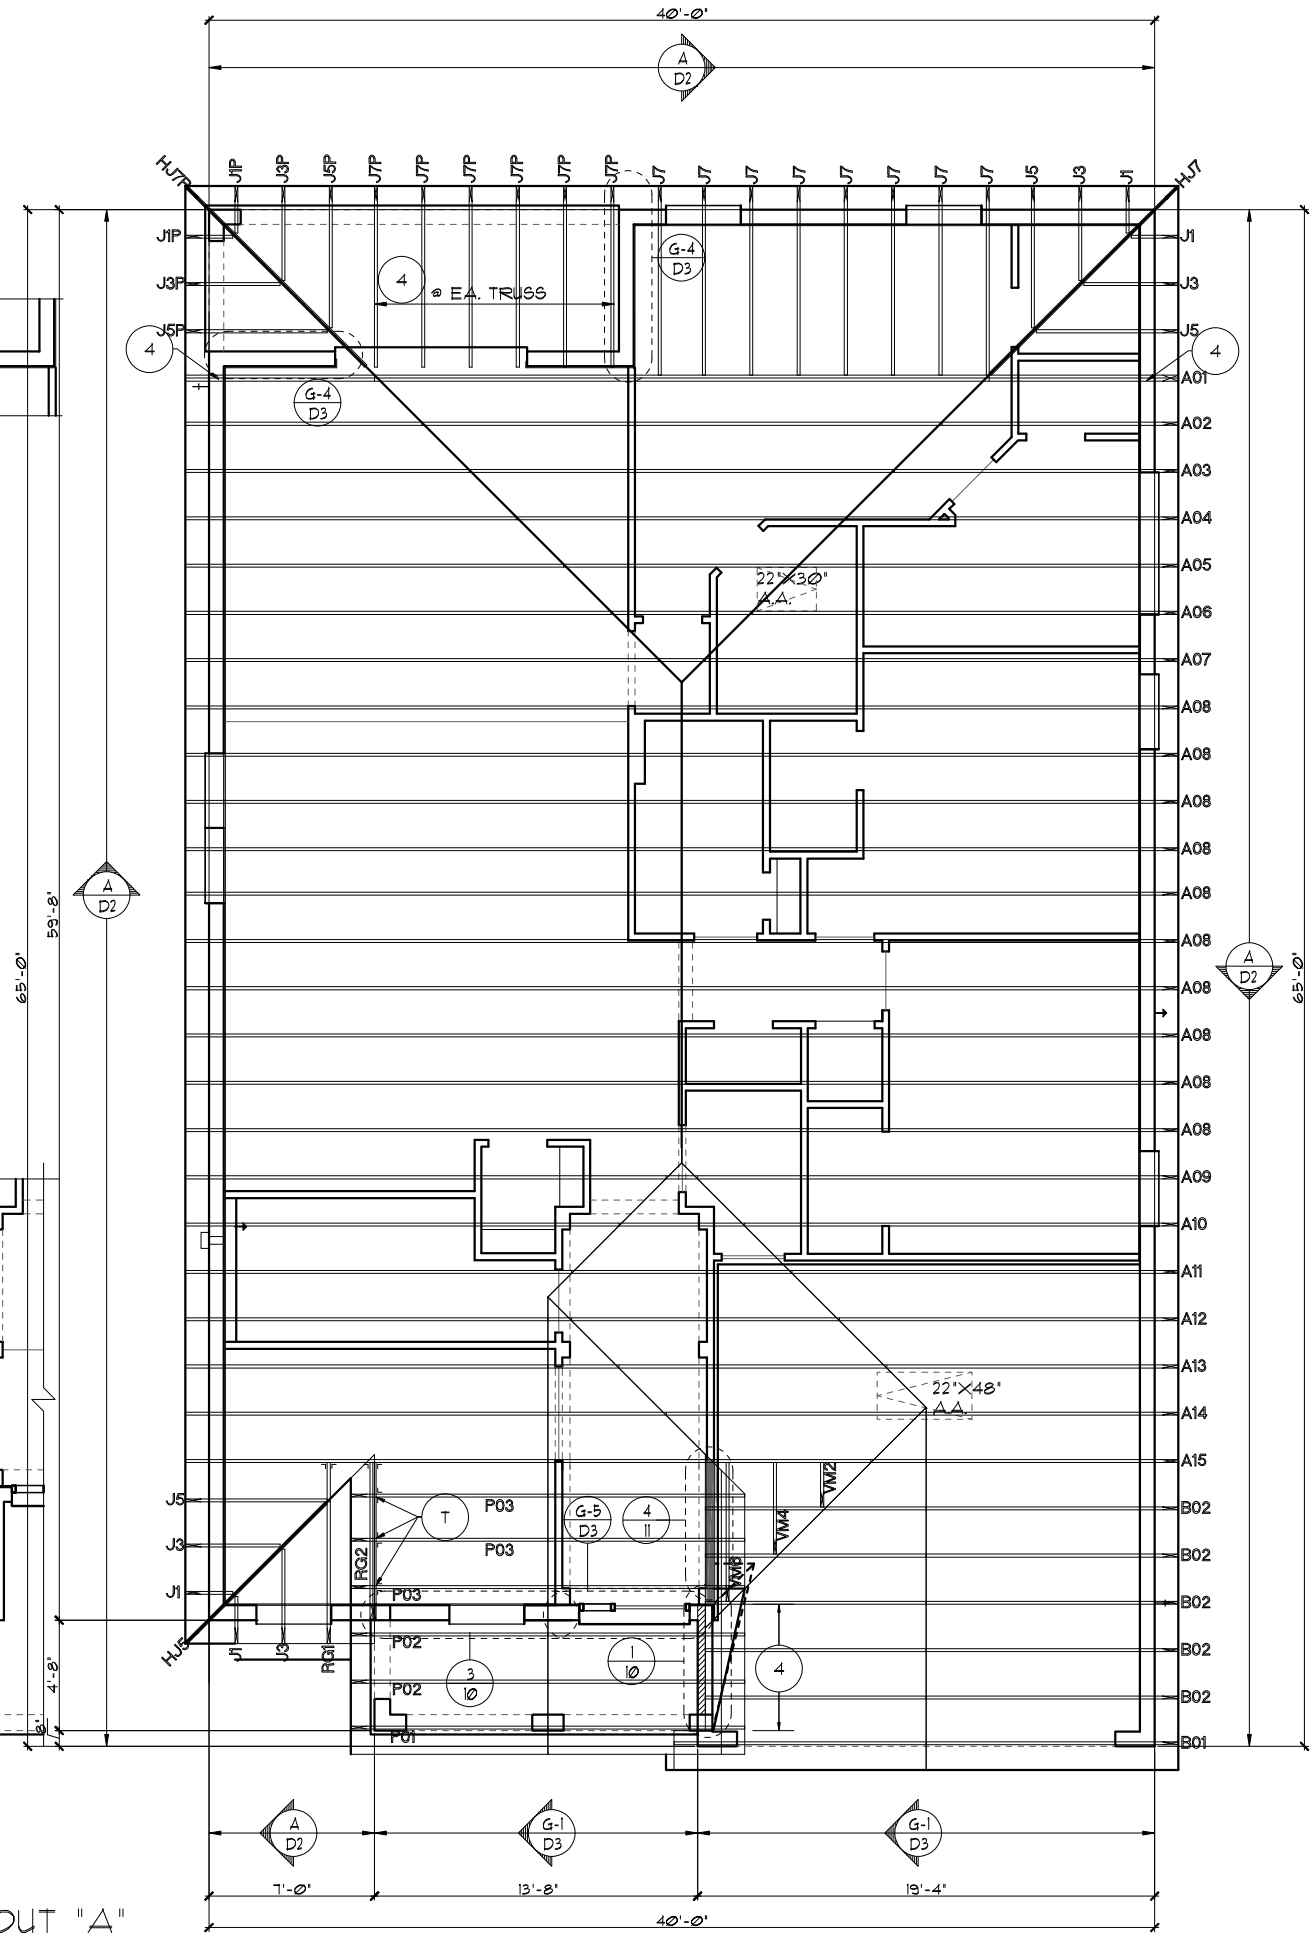 40'-0"
A
D2
HJ7P
J1P
J3P
J5P
J7P
J7P
J7P
J7P
J7P
J7P
J7
J7
J7
J7
J7
J7
J7
J7
J5
J3
J1
HJ7
J1P
J3P
J5P
4
4
@ EA. TRUSS
G-4
D3
G-4
D3
J1
J3
J5
4
A01
A02
A03
A04
A05
A06
A07
A08
A08
A08
A08
A08
A08
A08
A08
A08
A08
A09
A10
A11
A12
A13
A14
A15
B02
B02
B02
B02
B02
B01
22"X30"
A.A.
A
D2
59'-8"
65'-0"
A
D2
65'-0"
22"X48"
A.A.
VM2
VM4
VM6
J5
J3
J1
HJ5
J1
J3
RG1
RG2
T
P03
P03
P03
P02
P02
P01
G-5
D3
4
11
3
10
1
10
4
4'-8"
8"
A
D2
G-1
D3
G-1
D3
7'-0"
13'-8"
19'-4"
40'-0"
OUT "A"